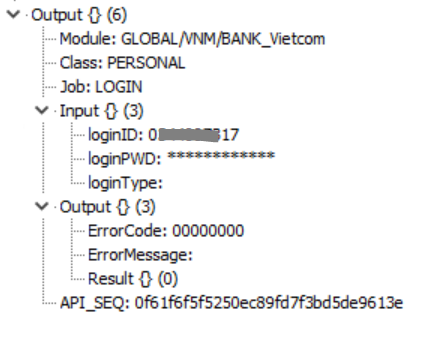 Output {} (6)
Module: GLOBAL/VNM/BANK_Vietcom
Class: PERSONAL
Job: LOGIN
Input {} (3)
loginID: 0
loginPWD: ************
loginType:
Output {} (3)
ErrorCode: 00000000
ErrorMessage:
Result {} (0)
API_SEQ: 0f61f6f5f5250ec89fd7f3bd5de9613e